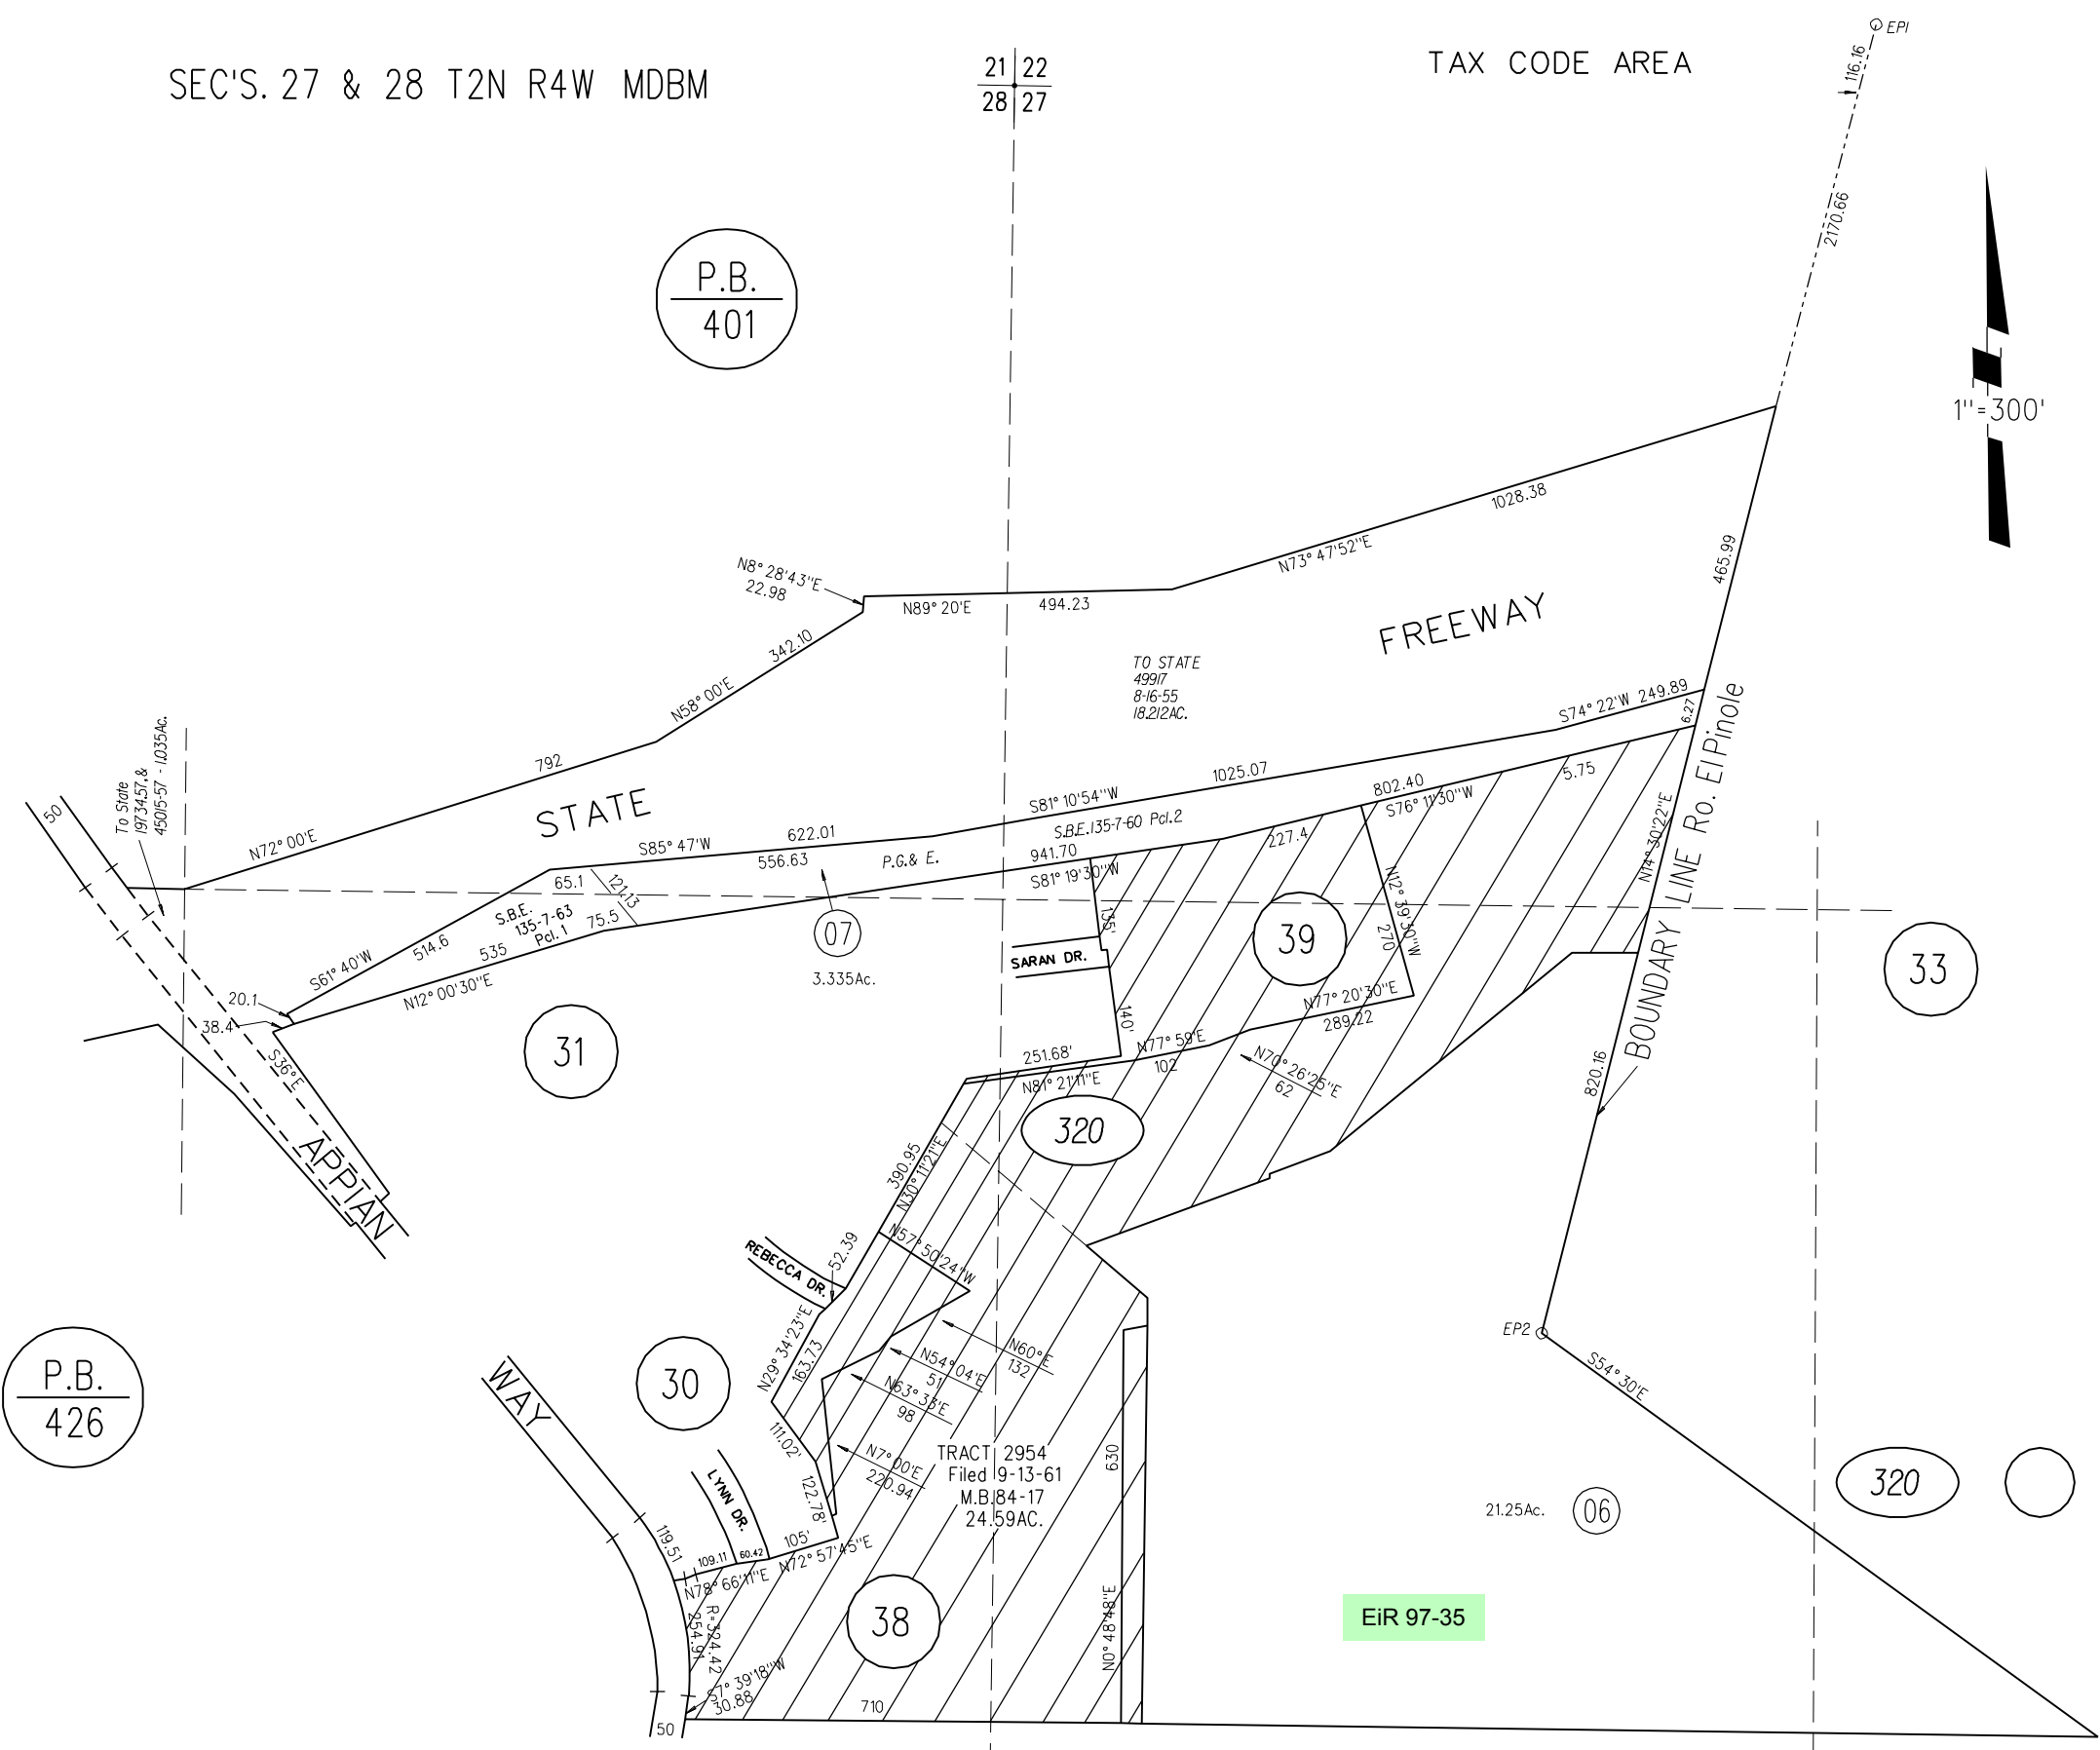 SEC'S. 27 & 28 T2N R4W MDBM
21 22
28 27
TAX CODE AREA
EP1
116.16
2170.66
P.B.
401
1"=300'
1028.38
N73° 47'52"E
N8° 28'43"E
22.98
N89° 20'E
494.23
342.10
N58° 00'E
465.99
FREEWAY
TO STATE
49917
8-16-55
18.212AC.
S74° 22'W 249.89
6.27
792
STATE
N72° 00'E
To State
19734.57.&
45015-57 - 1.035Ac.
50
1025.07
S81° 10'54"W
802.40
S76° 11'30"W
5.75
622.01
S85° 47'W
556.63
P.G.& E.
S.B.E.135-7-60 Pcl.2
941.70
S81° 19'30"W
227.4
65.1
121.13
75.5
S.B.E.
135-7-63
Pcl. 1
514.6
535
S61° 40'W
N12° 00'30"E
20.1
38.4
S36°E
07
3.335Ac.
135'
SARAN DR.
140'
39
N12° 39'30"W
270
N14° 30'22"E
BOUNDARY LINE Ro. El Pinole
33
31
251.68'
N81° 21'11"E
N77° 59'E
102
N77° 20'30"E
289.22
N70° 26'25"E
62
820.16
320
APPIAN
390.95
N30° 11'21"E
52.39
REBECCA DR.
N57° 50'24"W
N29° 34'23"E
163.73
N60°E
132
N54° 04'E
51
N63° 33'E
98
EP2
S54° 30'E
P.B.
426
30
WAY
111.02'
122.78'
N7° 00'E
220.94
TRACT 2954
Filed 9-13-61
M.B.84-17
24.59AC.
630
320
21.25Ac.
06
LYNN DR.
119.51
109.11
60.42
105'
N78° 66'11"E
N72° 57'45"E
R=324.42
254.91
38
N0° 48'48"E
EiR 97-35
S7° 39'18"W
30.88
710
50